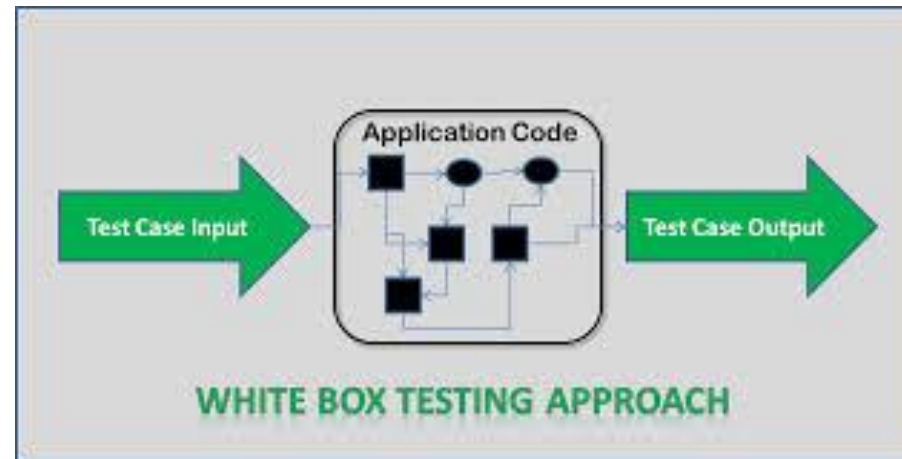 Application Code
Test Case Input
Test Case Output
WHITE BOX TESTING APPROACH